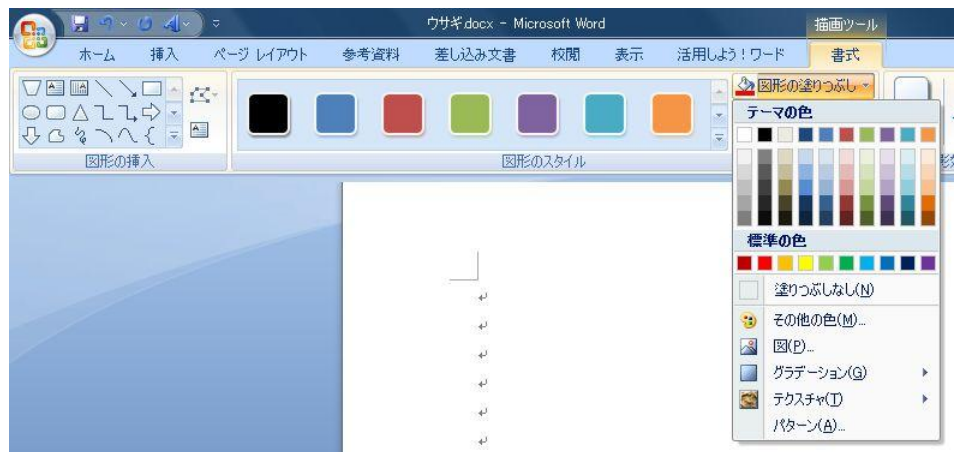 ウサギ.docx - Microsoft Word
描画ツール
ホーム 挿入 ページ レイアウト 参考資料 差し込み文書 校閲 表示 活用しよう！ワード 書式
図形の塗りつぶし
図形の挿入
図形のスタイル
テーマの色
標準の色
塗りつぶしなし(N)
その他の色(M)...
図(P)...
グラデーション(G)
テクスチャ(T)
パターン(A)...